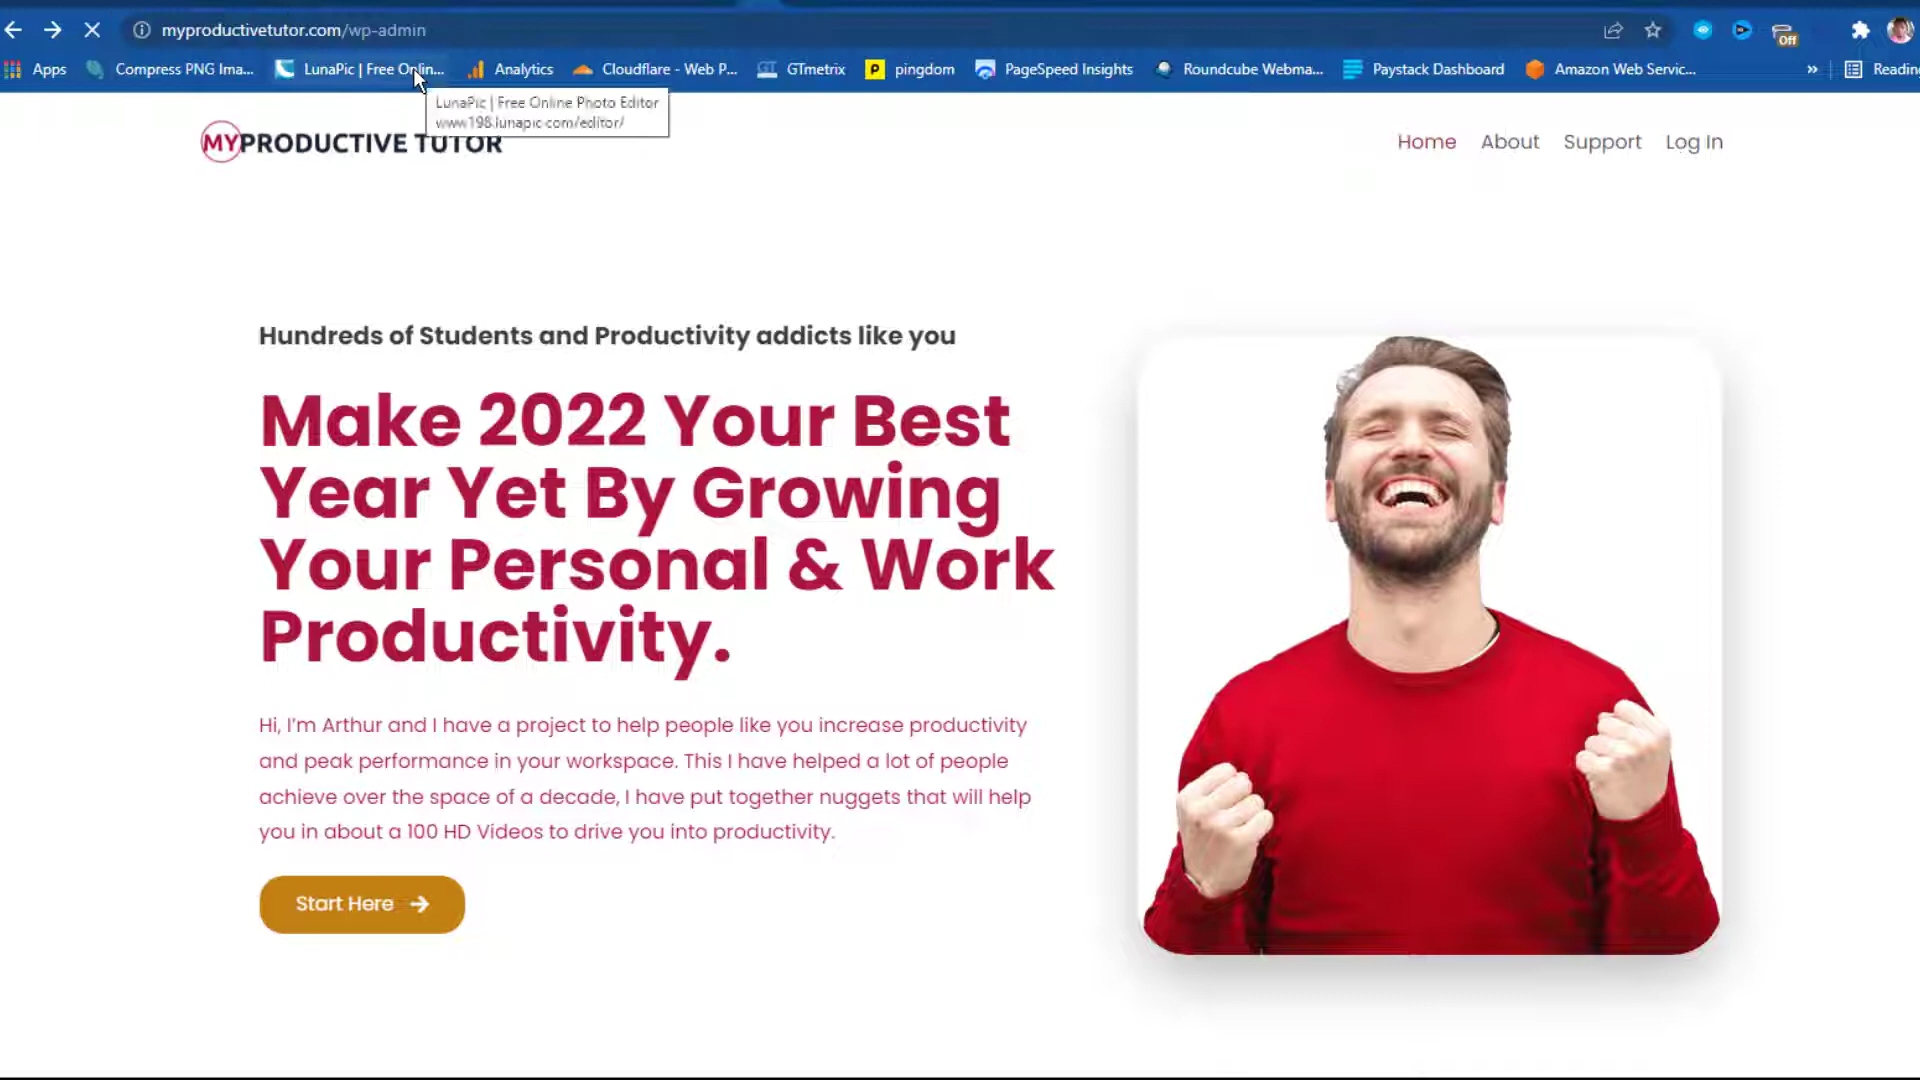 myproductivetutor.com/wp-admin
Off
Apps
Compress PNG Ima...
LunaPic | Free Onlin...
Analytics
Cloudflare - Web P...
GTmetrix
pingdom
PageSpeed Insights
Roundcube Webma...
Paystack Dashboard
Amazon Web Servic...
»
Reading
LunaPic | Free Online Photo Editor
www198.lunapic.com/editor/
MYPRODUCTIVE TUTOR
Home
About
Support
Log In
Hundreds of Students and Productivity addicts like you
Make 2022 Your Best
Year Yet By Growing
Your Personal & Work
Productivity.
Hi, I'm Arthur and I have a project to help people like you increase productivity
and peak performance in your workspace. This I have helped a lot of people
achieve over the space of a decade, I have put together nuggets that will help
you in about a 100 HD Videos to drive you into productivity.
Start Here